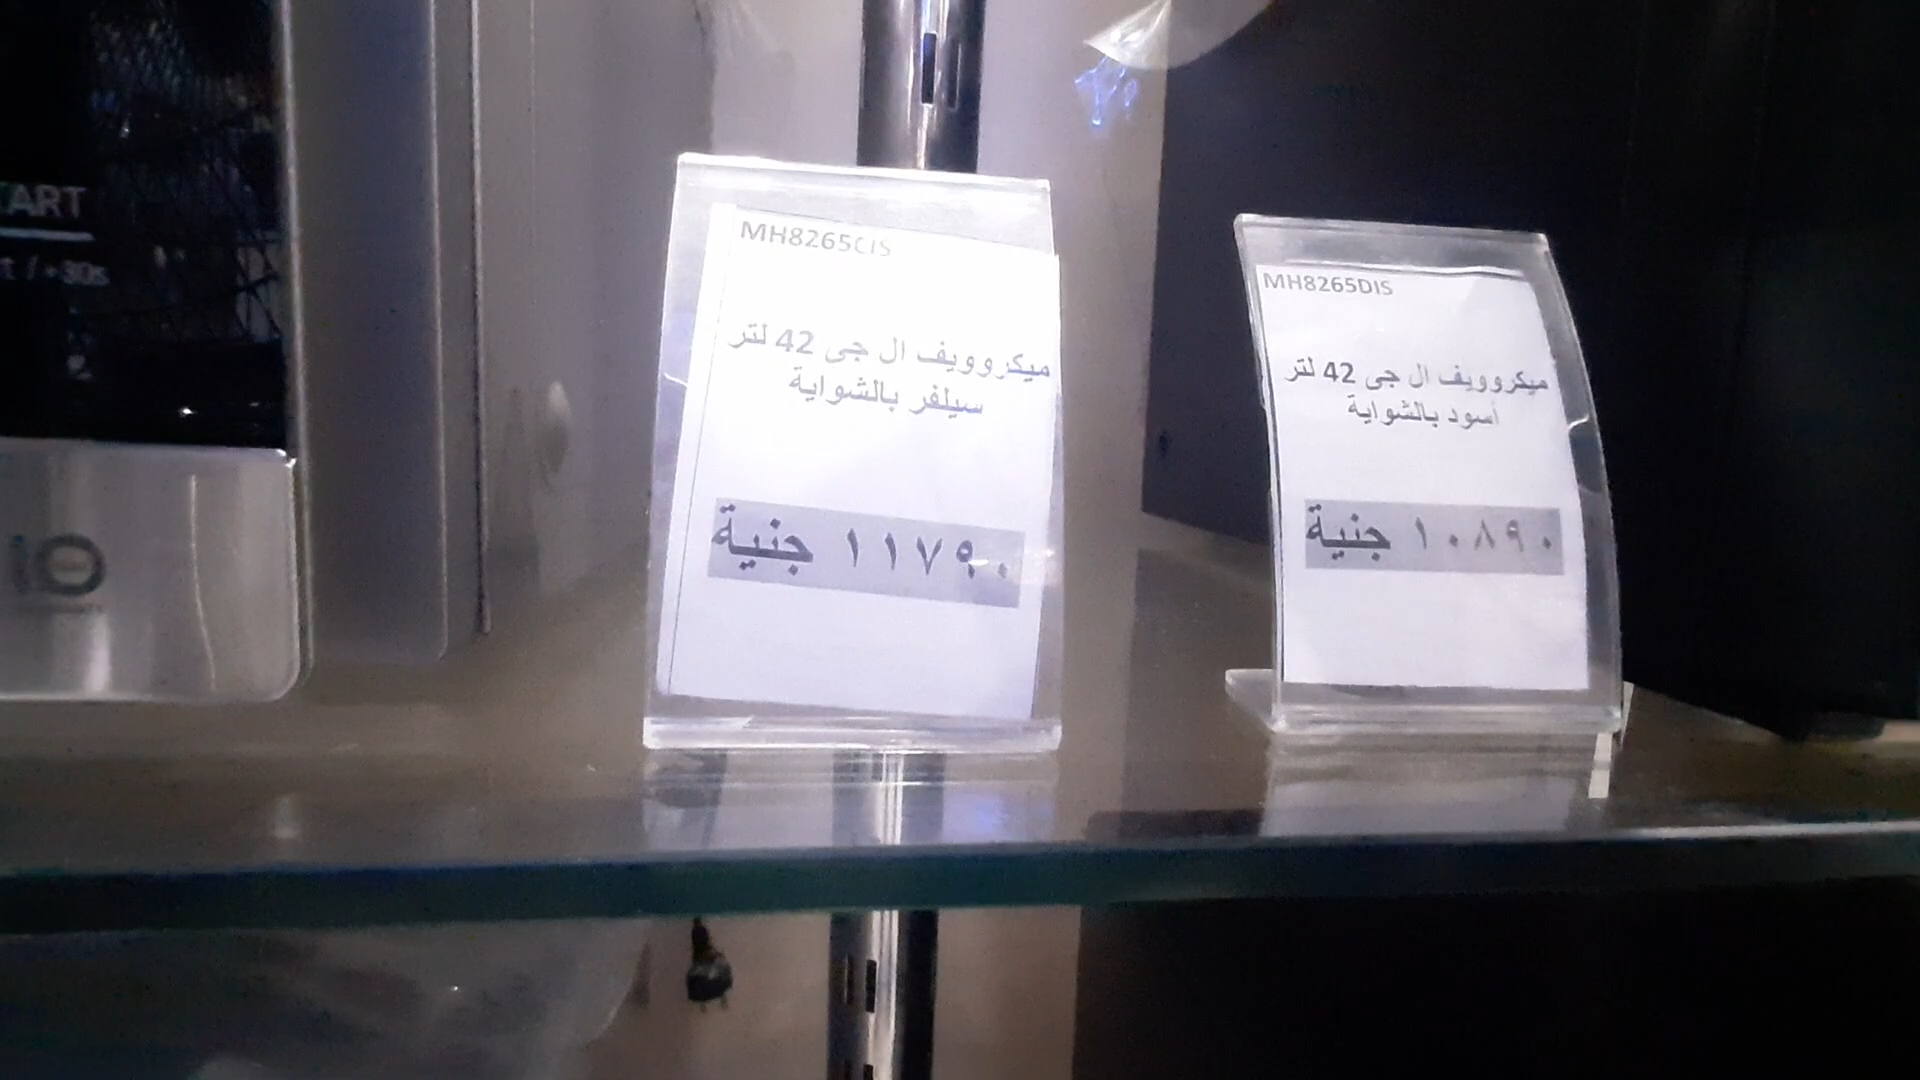 START
t / +30s
MH8265CIS
ميكروويف ال جى 42 لتر
سيلفر بالشواية
١١٧٩٠ جنية
MH8265DIS
ميكروويف ال جى 42 لتر
أسود بالشواية
١٠٨٩٠ جنية